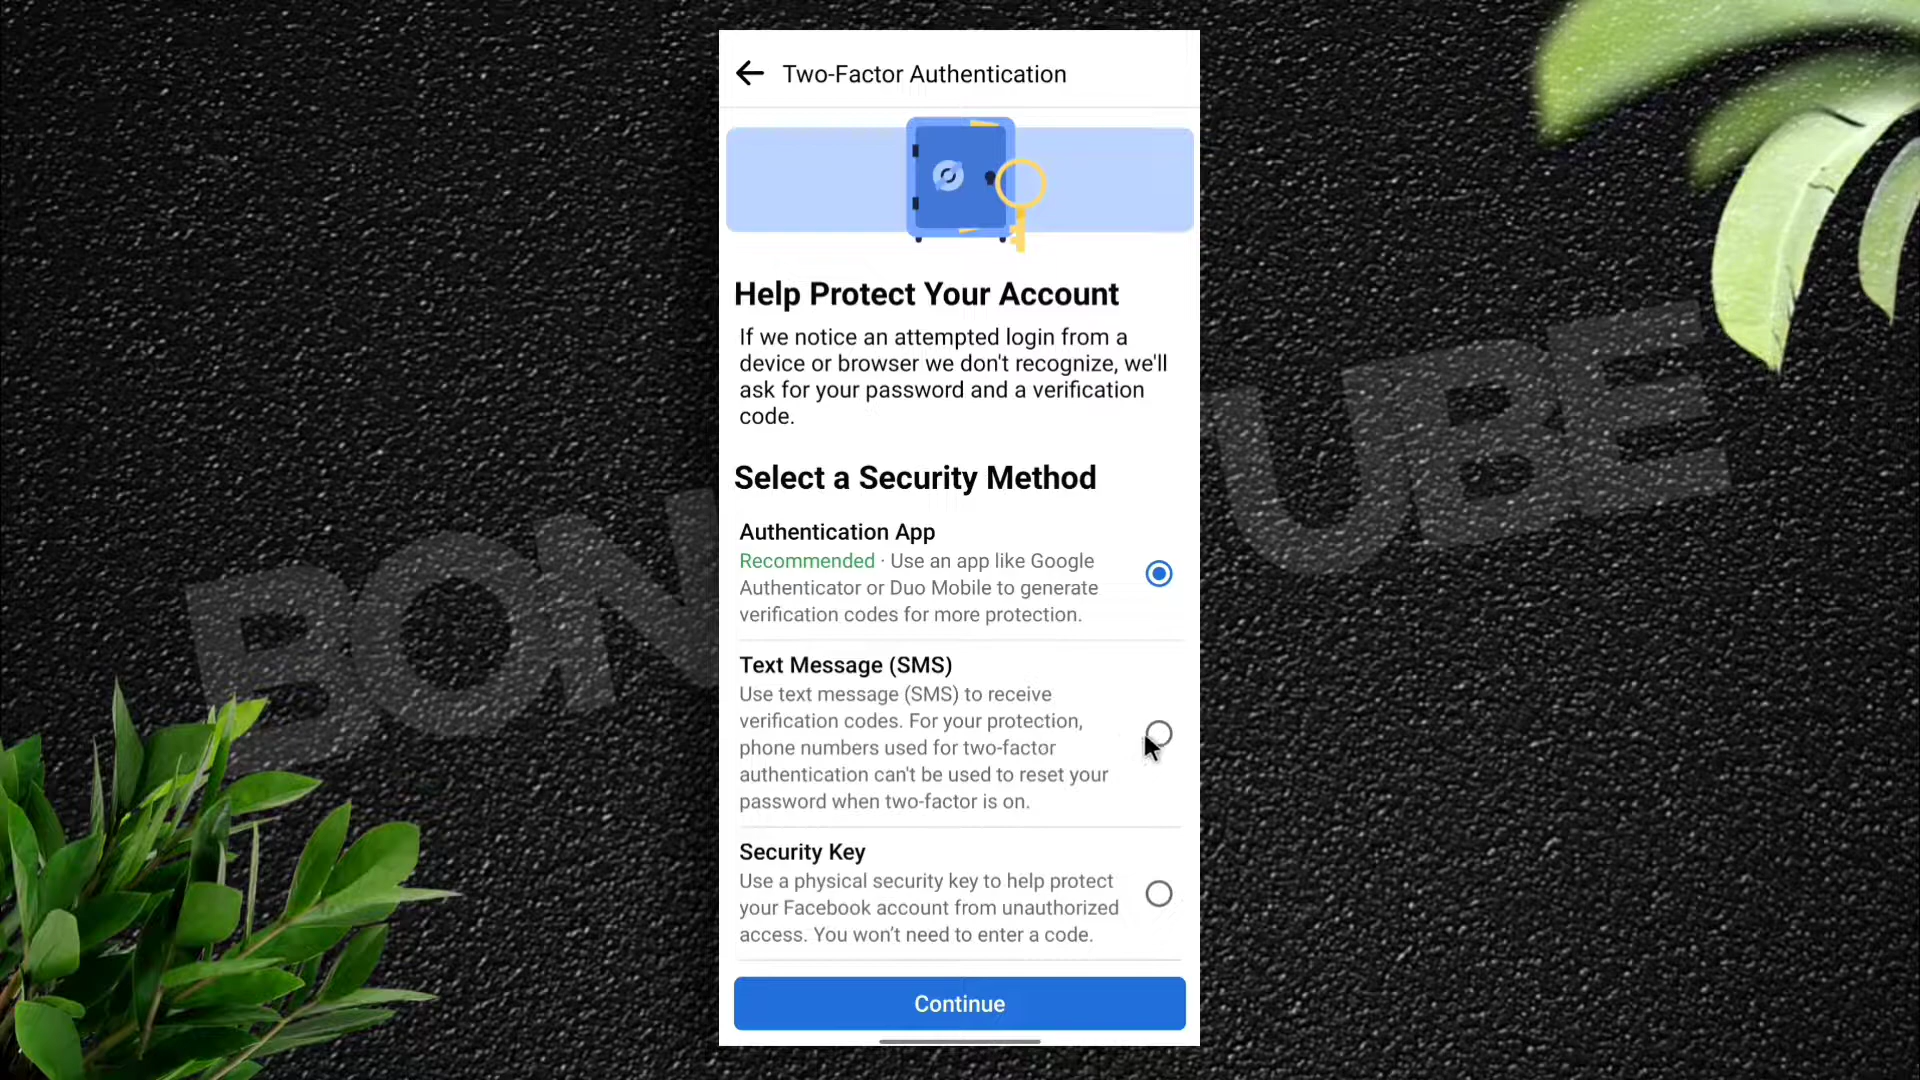 Two-Factor Authentication
Help Protect Your Account
If we notice an attempted login from a
device or browser we don't recognize, we'll
ask for your password and a verification
code.
Select a Security Method
Authentication App
Recommended · Use an app like Google
Authenticator or Duo Mobile to generate
verification codes for more protection.
Text Message (SMS)
Use text message (SMS) to receive
verification codes. For your protection,
phone numbers used for two-factor
authentication can't be used to reset your
password when two-factor is on.
Security Key
Use a physical security key to help protect
your Facebook account from unauthorized
access. You won’t need to enter a code.
Continue